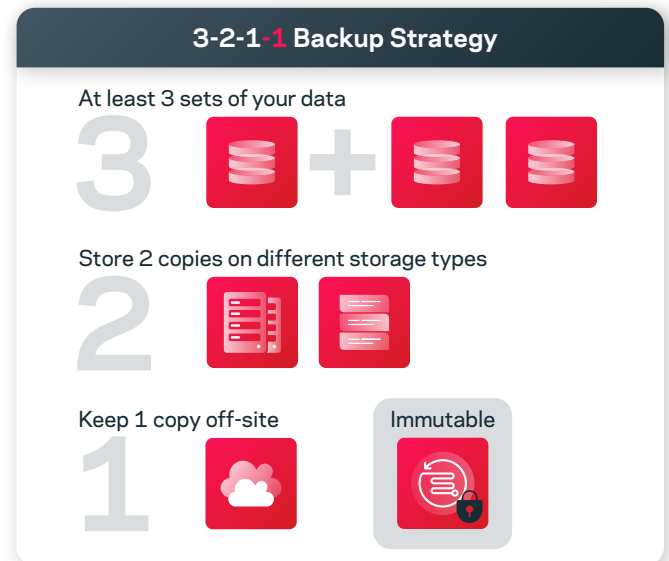 3-2-1-1 Backup Strategy
At least 3 sets of your data
3
+
Store 2 copies on different storage types
2
Keep 1 copy off-site
Immutable
1